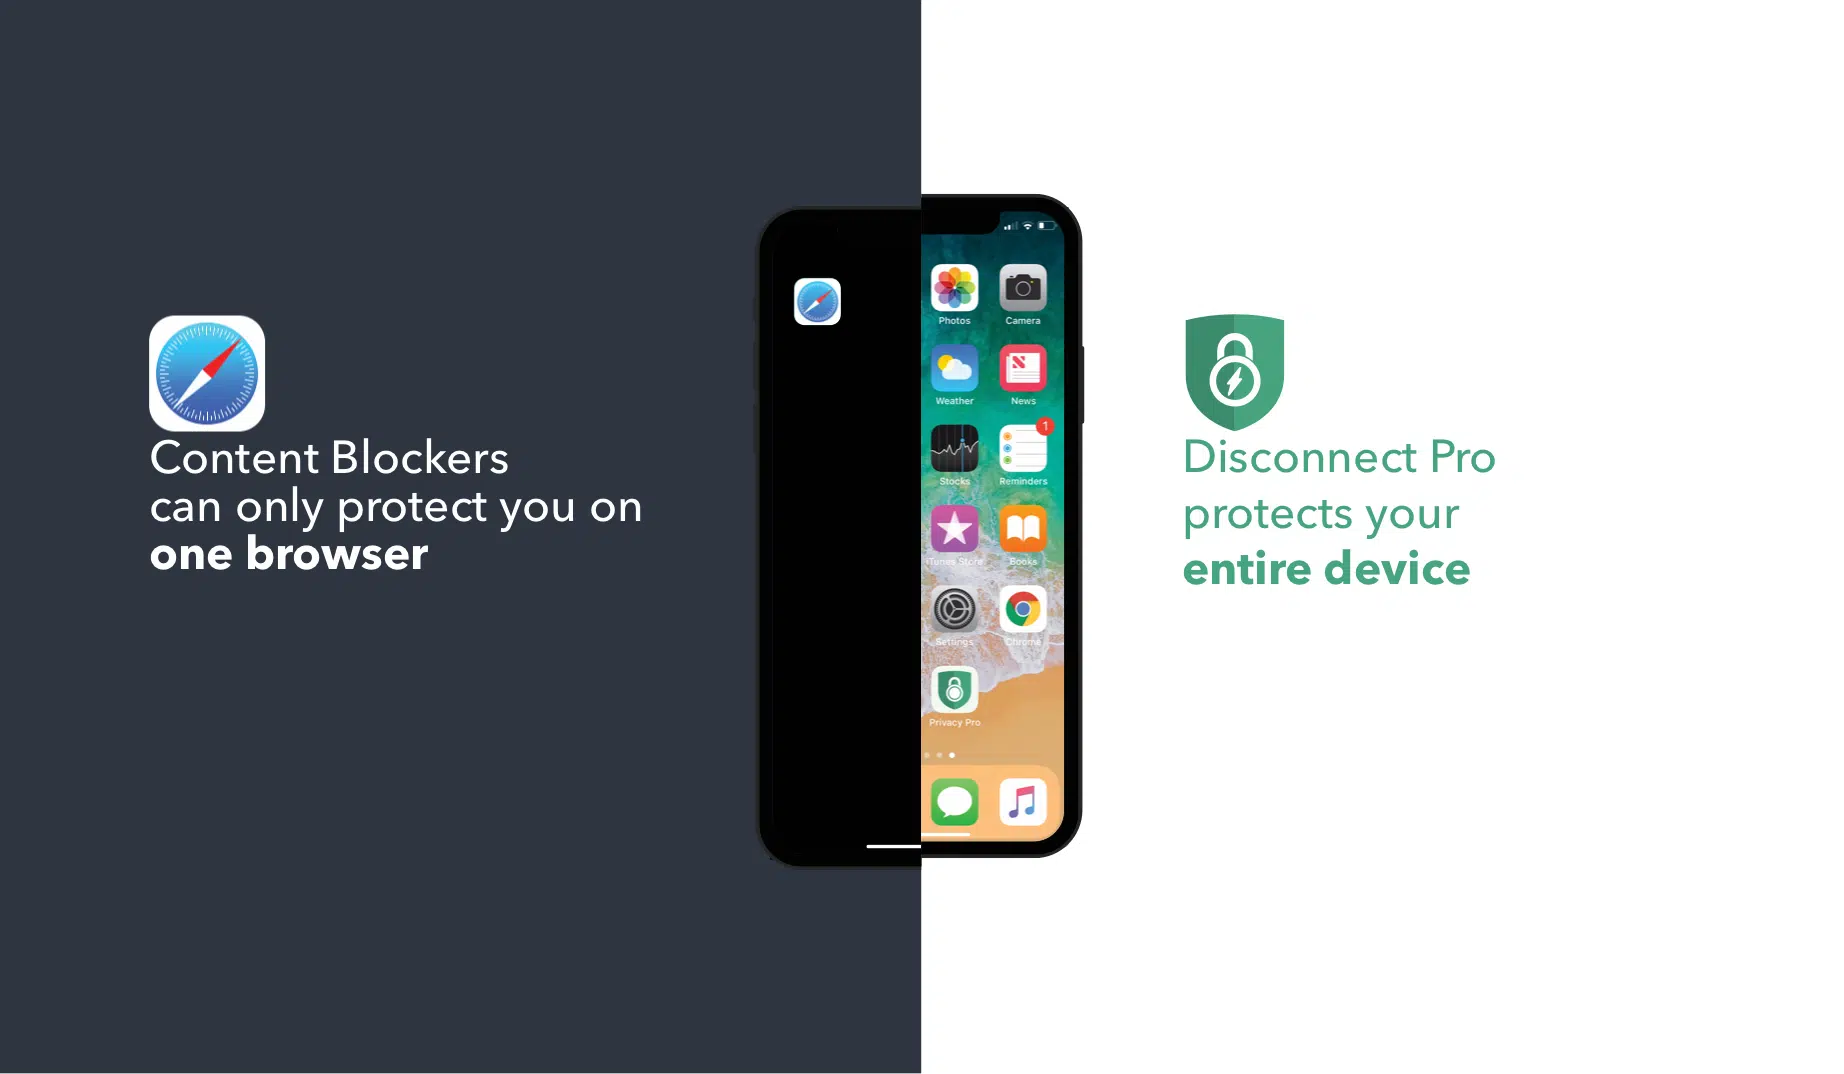 Content Blockers
can only protect you on
one browser
Photos Camera
Weather News
1
Stocks Reminders
iTunes Store Books
Settings Chrome
Privacy Pro
Disconnect Pro
protects your
entire device